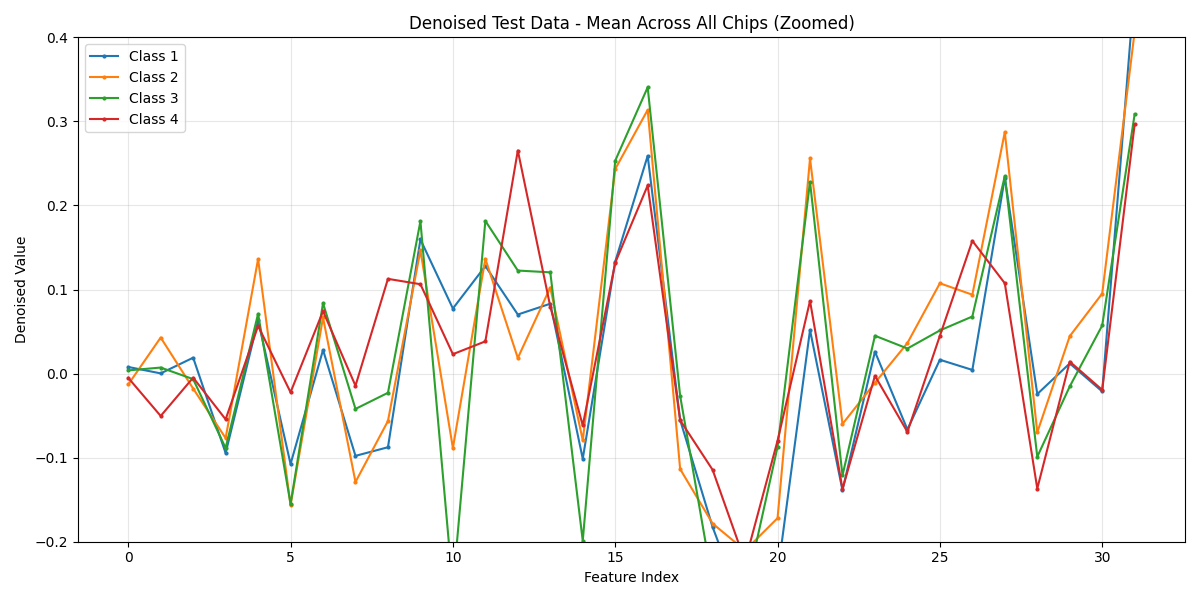 Denoised Test Data - Mean Across All Chips (Zoomed)
Class 1
Class 2
Class 3
Class 4
Denoised Value
0.4
0.3
0.2
0.1
0.0
−0.1
−0.2
0 5 10 15 20 25 30
Feature Index